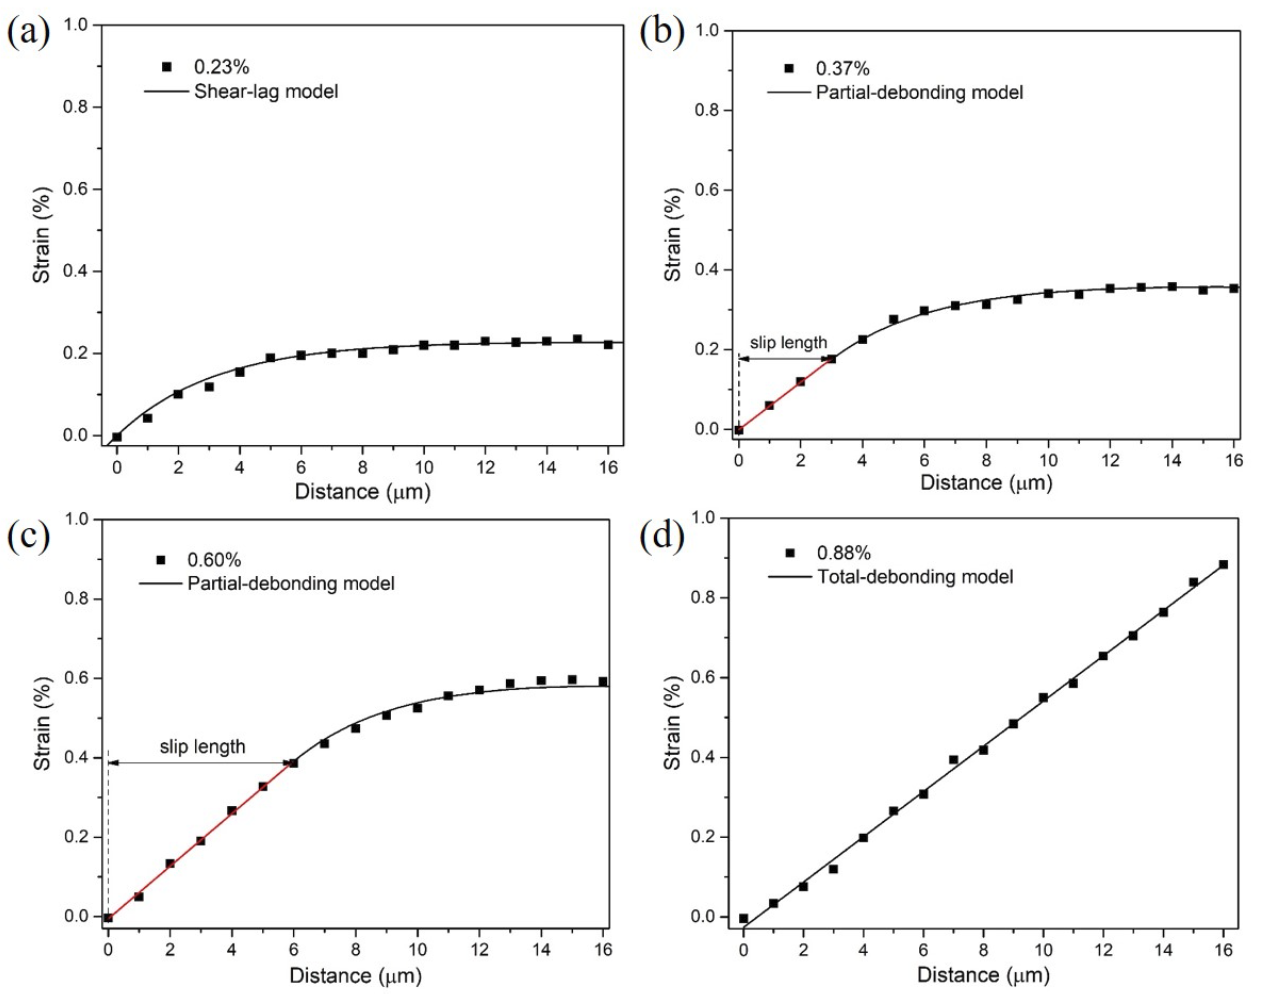 (a)
1.0
0.8
0.6
0.4
0.2
0.0
Strain (%)
0.23%
Shear-lag model
0 2 4 6 8 10 12 14 16
Distance (μm)
(b)
1.0
0.8
0.6
0.4
0.2
0.0
Strain (%)
0.37%
Partial-debonding model
slip length
0 2 4 6 8 10 12 14 16
Distance (μm)
(c)
1.0
0.8
0.6
0.4
0.2
0.0
Strain (%)
0.60%
Partial-debonding model
slip length
0 2 4 6 8 10 12 14 16
Distance (μm)
(d)
1.0
0.8
0.6
0.4
0.2
0.0
Strain (%)
0.88%
Total-debonding model
0 2 4 6 8 10 12 14 16
Distance (μm)